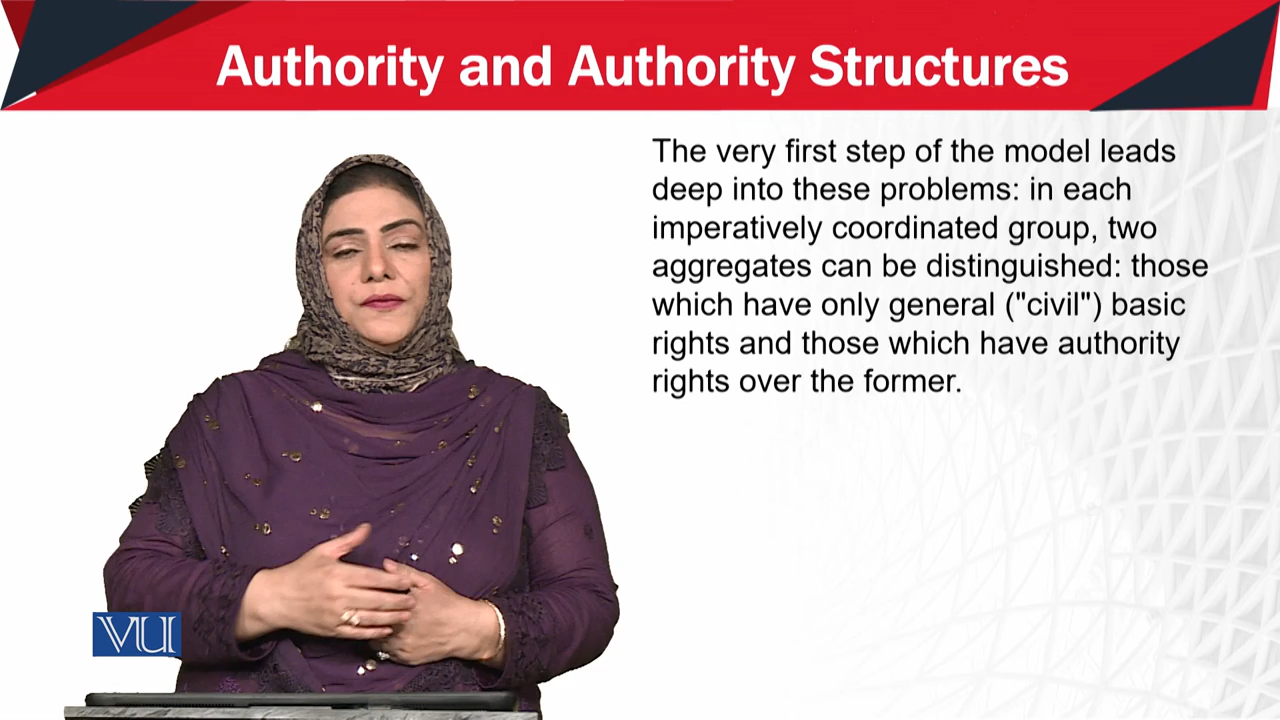 Authority and Authority Structures
The very first step of the model leads
deep into these problems: in each
imperatively coordinated group, two
aggregates can be distinguished: those
which have only general ("civil") basic
rights and those which have authority
rights over the former.
VU